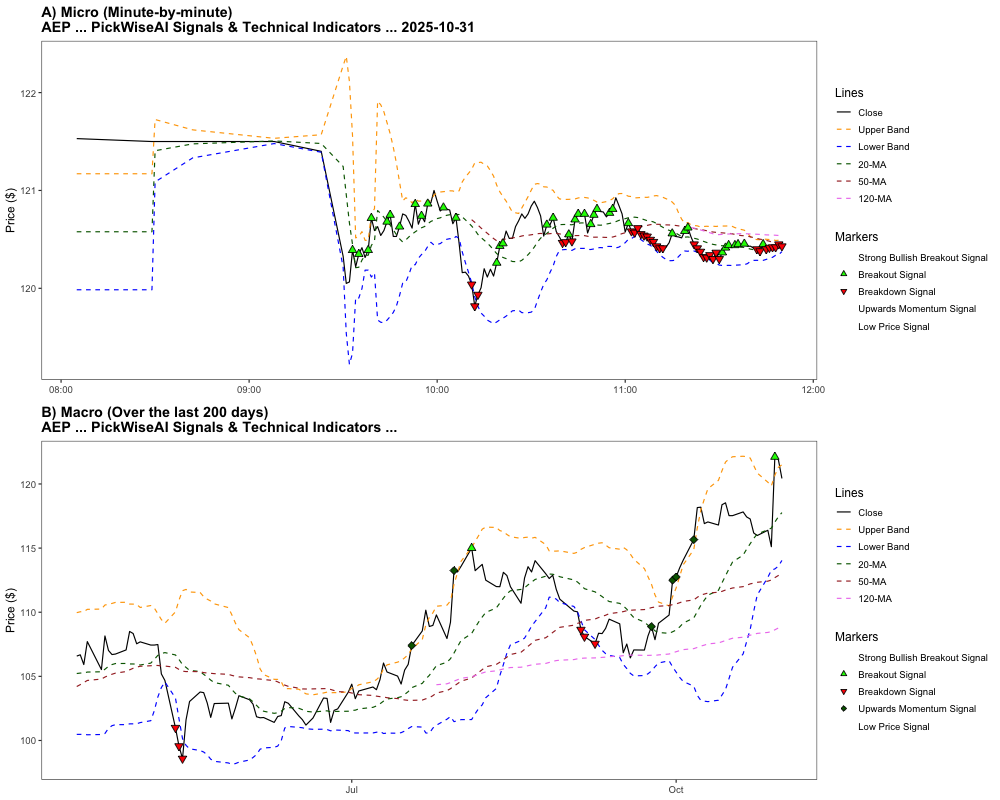 A) Micro (Minute-by-minute)
AEP ... PickWiseAI Signals & Technical Indicators ... 2025-10-31
Price ($)
122
121
120
08:00
09:00
10:00
11:00
12:00
Lines
Close
Upper Band
Lower Band
20-MA
50-MA
120-MA
Markers
Strong Bullish Breakout Signal
Breakout Signal
Breakdown Signal
Upwards Momentum Signal
Low Price Signal
B) Macro (Over the last 200 days)
AEP ... PickWiseAI Signals & Technical Indicators ...
Price ($)
120
115
110
105
100
Jul
Oct
Lines
Close
Upper Band
Lower Band
20-MA
50-MA
120-MA
Markers
Strong Bullish Breakout Signal
Breakout Signal
Breakdown Signal
Upwards Momentum Signal
Low Price Signal